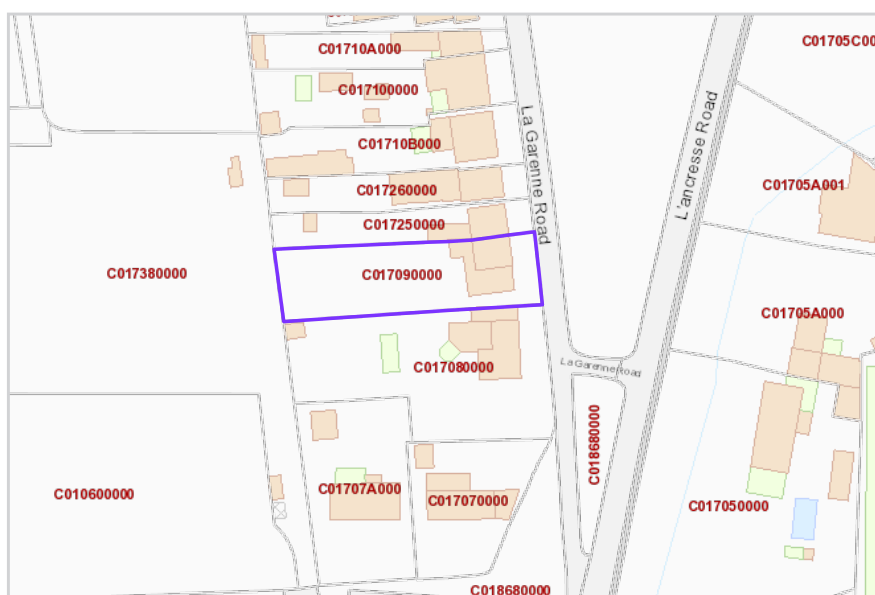 C01710A000
C01705C00
C017100000
La Garenne Road
L'ancresse Road
C01710B000
C01705A001
C017260000
C017250000
C017380000
C017090000
C01705A000
C017080000
La Garenne Road
C018680000
C010600000
C01707A000
C017070000
C017050000
C018680000